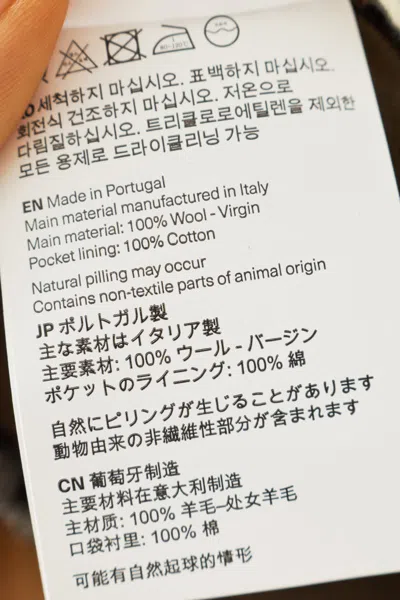 80-120°C
KO 세척하지 마십시오. 표백하지 마십시오.
회전식 건조하지 마십시오. 저온으로
다림질하십시오. 트리클로로에틸렌을 제외한
모든 용제로 드라이클리닝 가능
EN Made in Portugal
Main material manufactured in Italy
Main material: 100% Wool - Virgin
Pocket lining: 100% Cotton
Natural pilling may occur
Contains non-textile parts of animal origin
JP ポルトガル製
主な素材はイタリア製
主要素材: 100% ウール - バージン
ポケットのライニング: 100% 綿
自然にピリングが生じることがあります
動物由来の非繊維性部分が含まれます
CN 葡萄牙制造
主要材料在意大利制造
主材质: 100% 羊毛–处女羊毛
口袋衬里: 100% 棉
可能有自然起球的情形